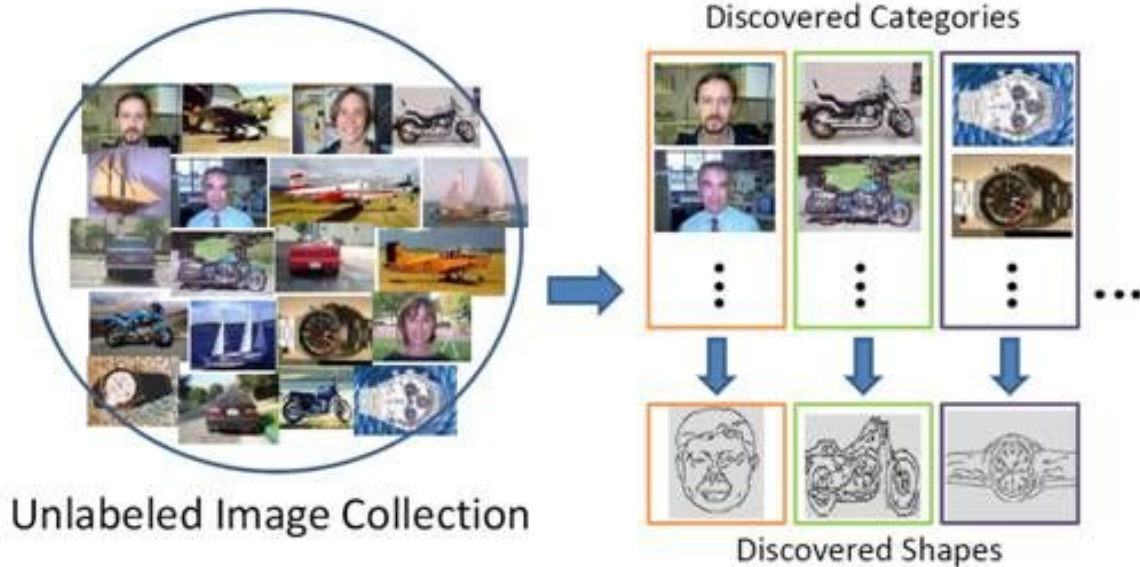 Discovered Categories
Unlabeled Image Collection
Discovered Shapes